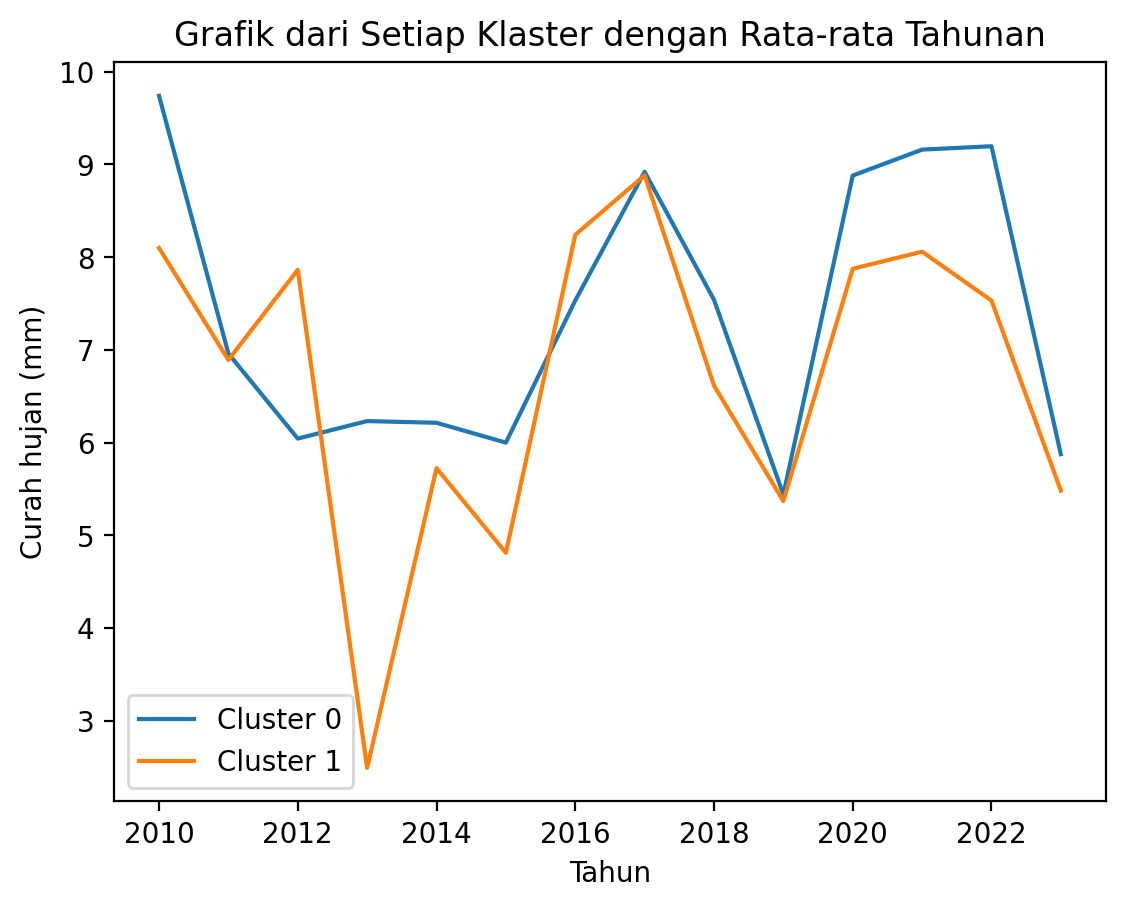 Grafik dari Setiap Klaster dengan Rata-rata Tahunan
10
9
8
7
6
5
4
3
Curah hujan (mm)
Cluster 0
Cluster 1
2010 2012 2014 2016 2018 2020 2022
Tahun